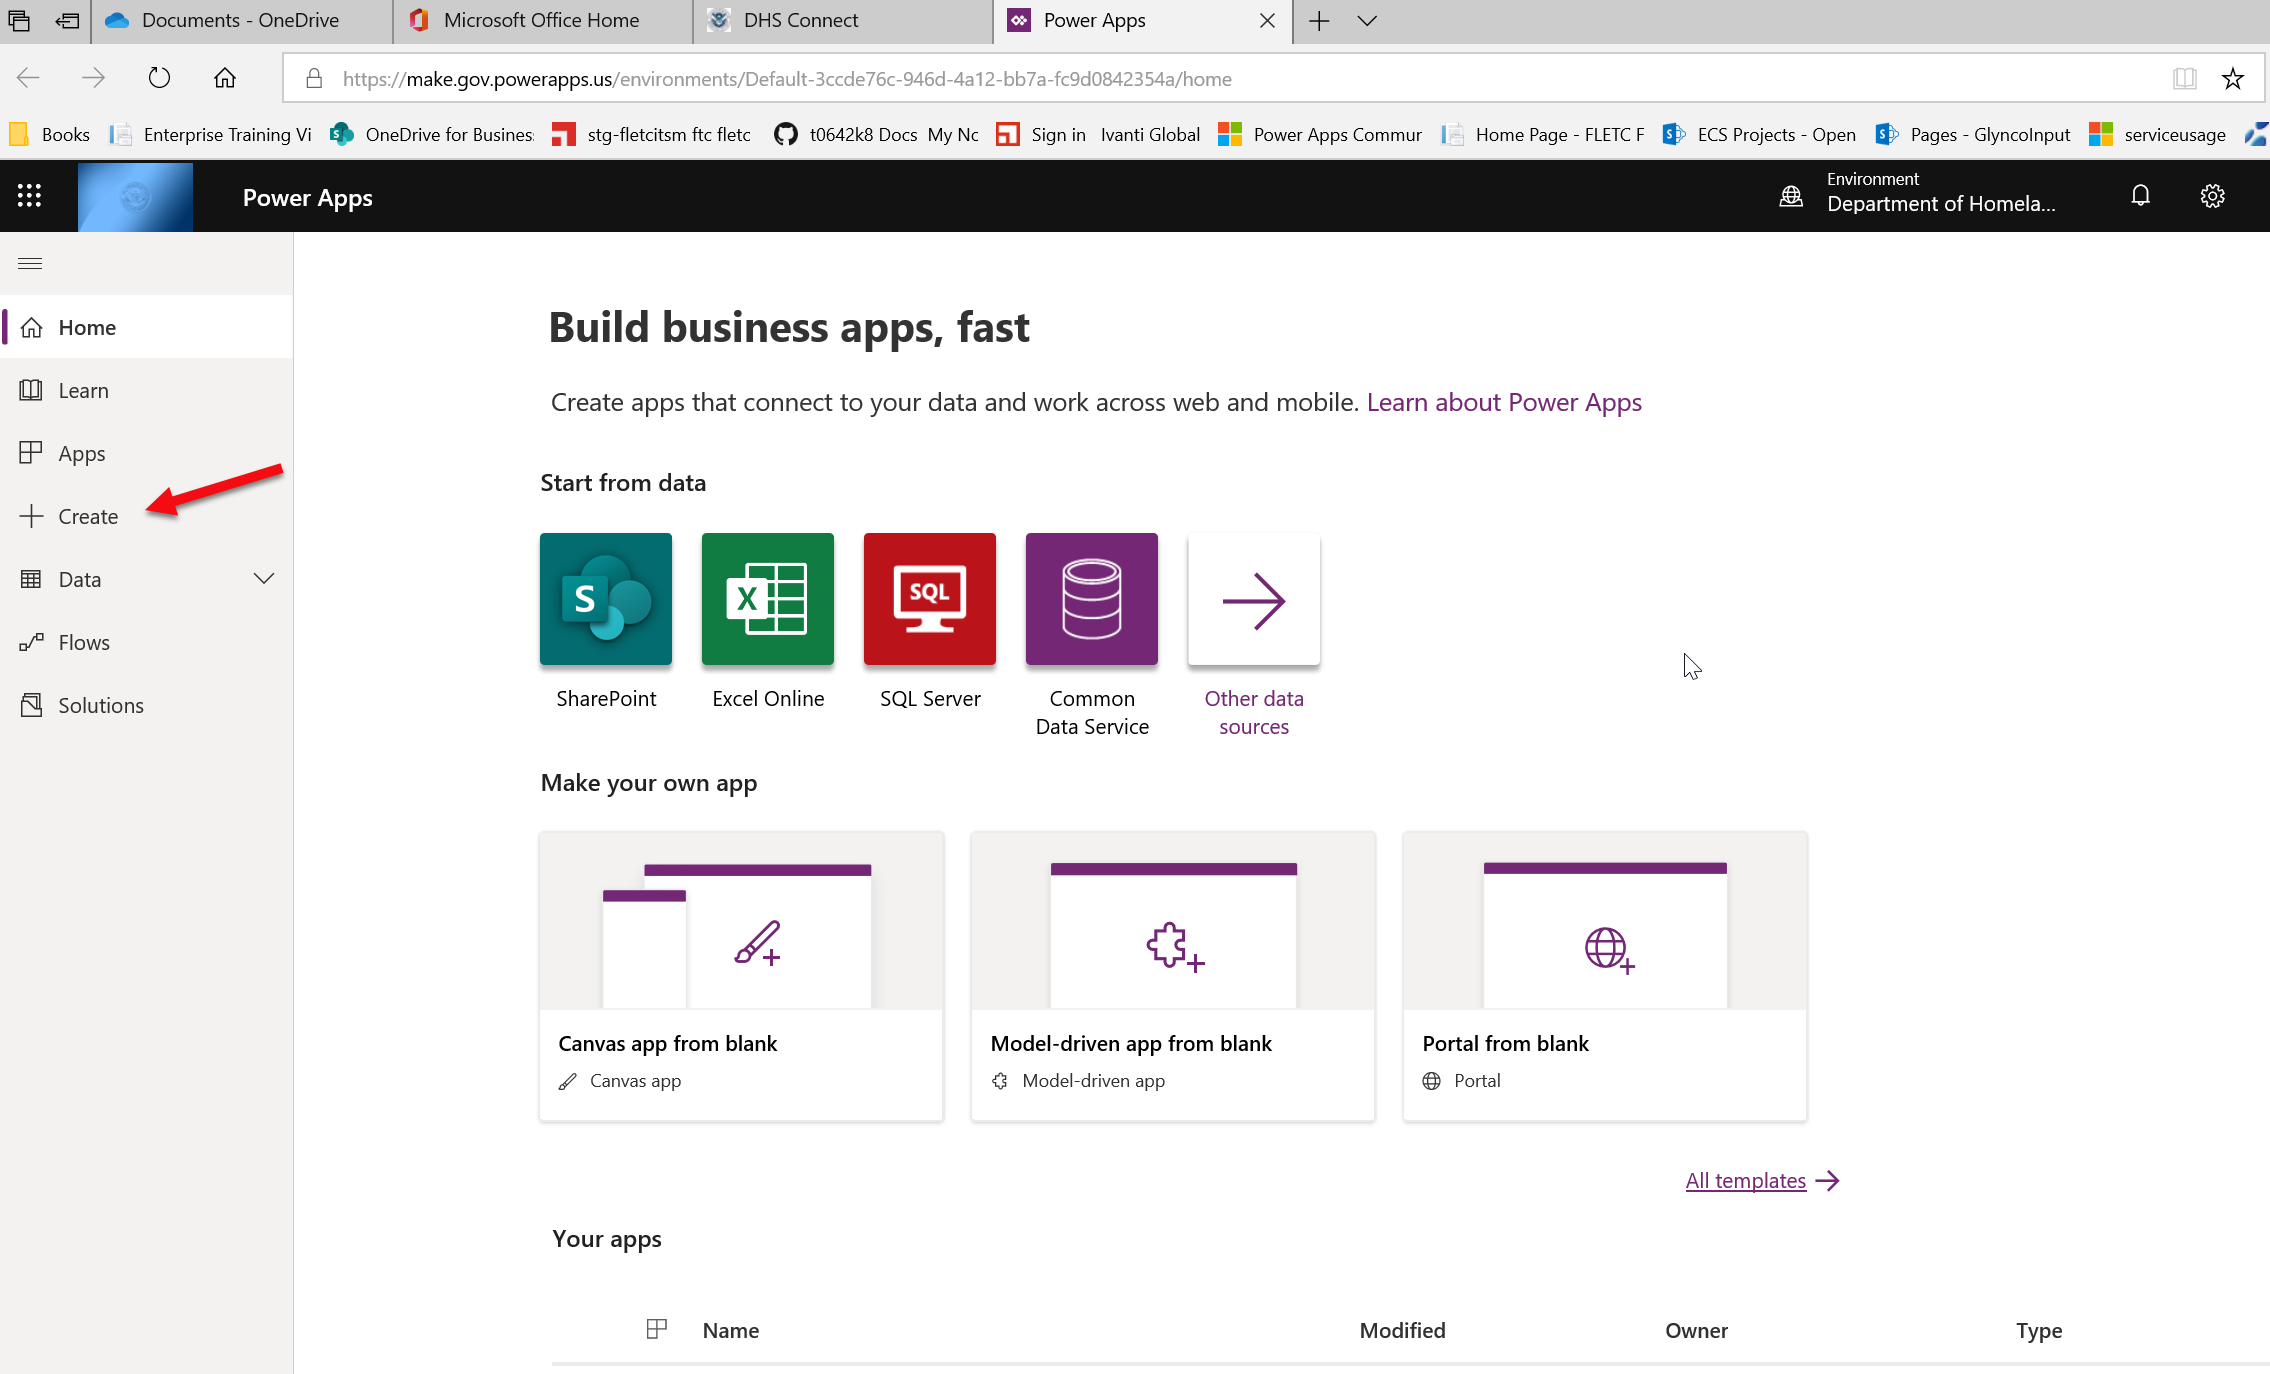 Documents - OneDrive
Microsoft Office Home
DHS Connect
Power Apps
https://make.gov.powerapps.us/environments/Default-3ccde76c-946d-4a12-bb7a-fc9d0842354a/home
Books
Enterprise Training Vi
OneDrive for Busines
stg-fletcitsm ftc fletc
t0642k8 Docs My Nc
Sign in Ivanti Global
Power Apps Commur
Home Page - FLETC F
ECS Projects - Open
Pages - GlyncoInput
serviceusage
Power Apps
Environment
Department of Homela...
Home
Learn
Apps
Create
Data
Flows
Solutions
Build business apps, fast
Create apps that connect to your data and work across web and mobile. Learn about Power Apps
Start from data
S
X
SQL
SharePoint
Excel Online
SQL Server
Common
Data Service
Other data
sources
Make your own app
Canvas app from blank
Canvas app
Model-driven app from blank
Model-driven app
Portal from blank
Portal
All templates
Your apps
Name
Modified
Owner
Type